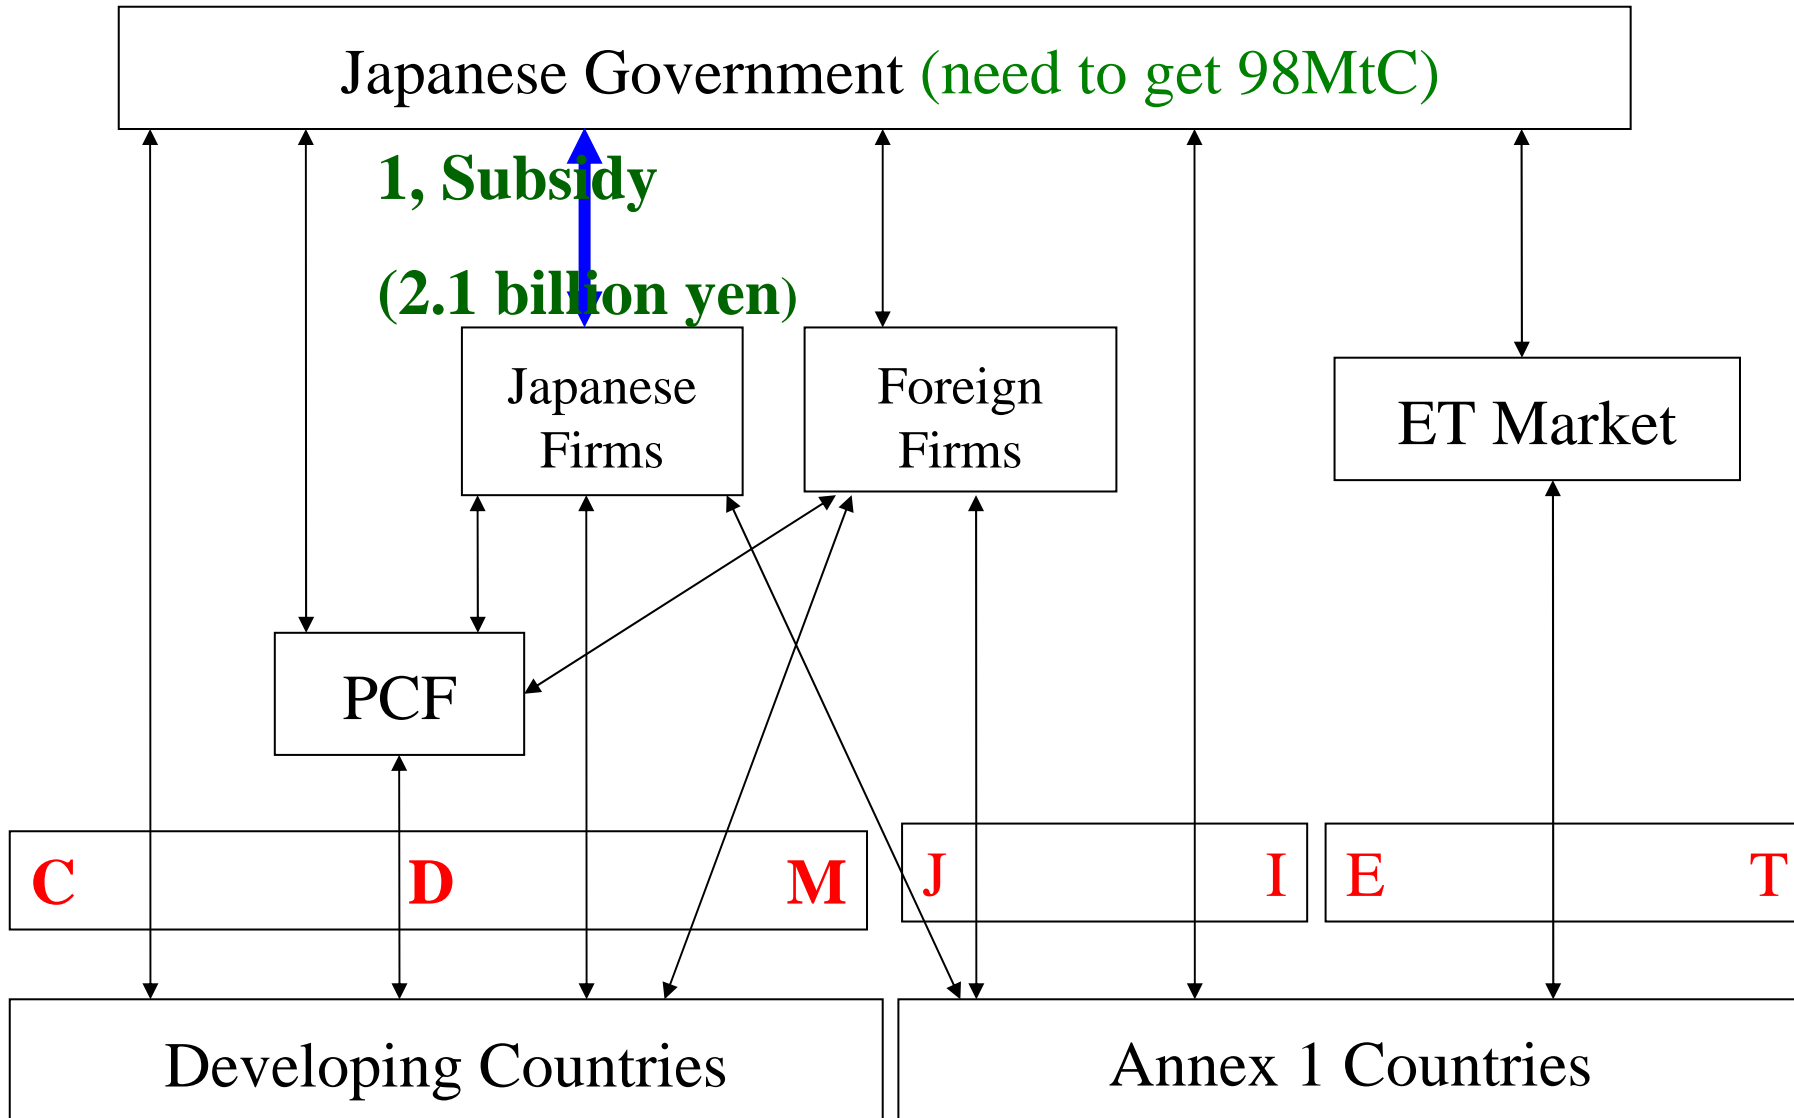 Japanese Government (need to get 98MtC)
1, Subsidy
(2.1 billion yen)
Japanese
Firms
Foreign
Firms
ET Market
PCF
C D M
J I
E T
Developing Countries
Annex 1 Countries